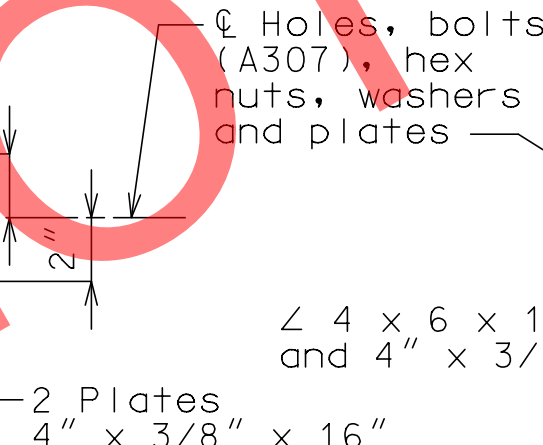 ℄ Holes, bolts
(A307), hex
nuts, washers
and plates
2"
∠ 4 x 6 x 1
and 4" x 3/
2 Plates
4" x 3/8" x 16"